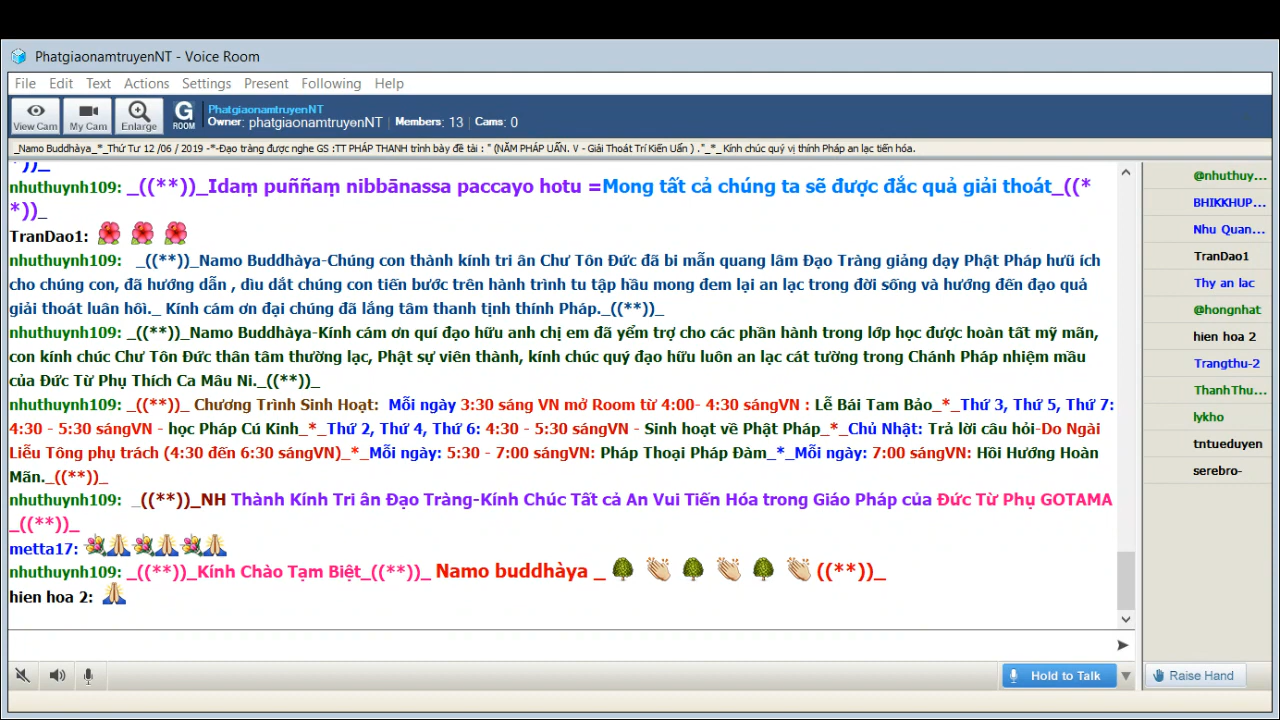 PhatgiaonamtruyenNT - Voice Room
File Edit Text Actions Settings Present Following Help
View Cam My Cam Enlarge G ROOM
PhatgiaonamtruyenNT
Owner: phatgiaonamtruyenNT Members: 13 Cams: 0
_Namo Buddhàya_*_Thứ Tư 12 /06 / 2019 -*-Đạo tràng được nghe GS :TT PHÁP THANH trình bày đề tài : " (NĂM PHÁP UẨN. V - Giải Thoát Trí Kiến Uẩn ) ."_*_ Kính chúc quý vị thính Pháp an lạc tiến hóa.
*))_
nhuthuynh109: _((**))_Idaṃ puññaṃ nibbānassa paccayo hotu =Mong tất cả chúng ta sẽ được đắc quả giải thoát_((*
*))_
TranDao1:
nhuthuynh109: _((**))_Namo Buddhàya-Chúng con thành kính tri ân Chư Tôn Đức đã bi mẫn quang lâm Đạo Tràng giảng dạy Phật Pháp hưũ ích
cho chúng con, đã hướng dẫn , dìu dắt chúng con tiến bước trên hành trình tu tập hầu mong đem lại an lạc trong đời sống và hướng đến đạo quả
giải thoát luân hồi._ Kính cám ơn đại chúng đã lắng tâm thanh tịnh thính Pháp._((**))_
nhuthuynh109: _((**))_Namo Buddhàya-Kính cám ơn quí đạo hữu anh chị em đã yểm trợ cho các phần hành trong lớp học được hoàn tất mỹ mãn,
con kính chúc Chư Tôn Đức thân tâm thường lạc, Phật sự viên thành, kính chúc quý đạo hữu luôn an lạc cát tường trong Chánh Pháp nhiệm mầu
của Đức Từ Phụ Thích Ca Mâu Ni._((**))_
nhuthuynh109: _((**))_ Chương Trình Sinh Hoạt: Mỗi ngày 3:30 sáng VN mở Room từ 4:00- 4:30 sángVN : Lễ Bái Tam Bảo_*_Thứ 3, Thứ 5, Thứ 7:
4:30 - 5:30 sángVN - học Pháp Cú Kinh_*_Thứ 2, Thứ 4, Thứ 6: 4:30 - 5:30 sángVN - Sinh hoạt về Phật Pháp_*_Chủ Nhật: Trả lời câu hỏi-Do Ngài
Liễu Tông phụ trách (4:30 đến 6:30 sángVN)_*_Mỗi ngày: 5:30 - 7:00 sángVN: Pháp Thoại Pháp Đàm_*_Mỗi ngày: 7:00 sángVN: Hồi Hướng Hoàn
Mãn._((**))_
nhuthuynh109: _((**))_NH Thành Kính Tri ân Đạo Tràng-Kính Chúc Tất cả An Vui Tiến Hóa trong Giáo Pháp của Đức Từ Phụ GOTAMA
_((**))_
metta17:
nhuthuynh109: _((**))_Kính Chào Tạm Biệt_((**))_ Namo buddhàya _ ((**))_
hien hoa 2:
@nhuthuy...
BHIKKHUP...
Nhu Quan...
TranDao1
Thy an lac
@hongnhat
hien hoa 2
Trangthu-2
ThanhThu...
lykho
tntueduyen
serebro-
Hold to Talk
Raise Hand